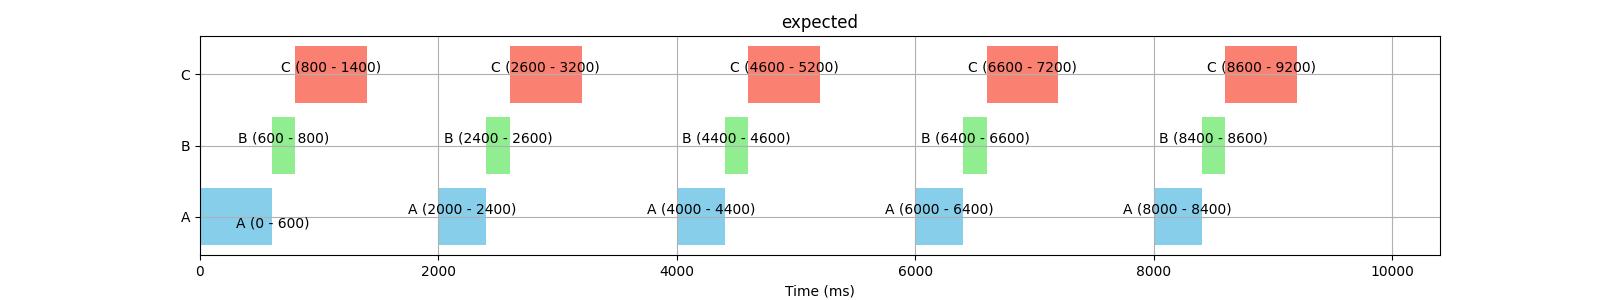 expected
C
C (800 - 1400)
C (2600 - 3200)
C (4600 - 5200)
C (6600 - 7200)
C (8600 - 9200)
B
B (600 - 800)
B (2400 - 2600)
B (4400 - 4600)
B (6400 - 6600)
B (8400 - 8600)
A
A (0 - 600)
A (2000 - 2400)
A (4000 - 4400)
A (6000 - 6400)
A (8000 - 8400)
0
2000
4000
6000
8000
10000
Time (ms)